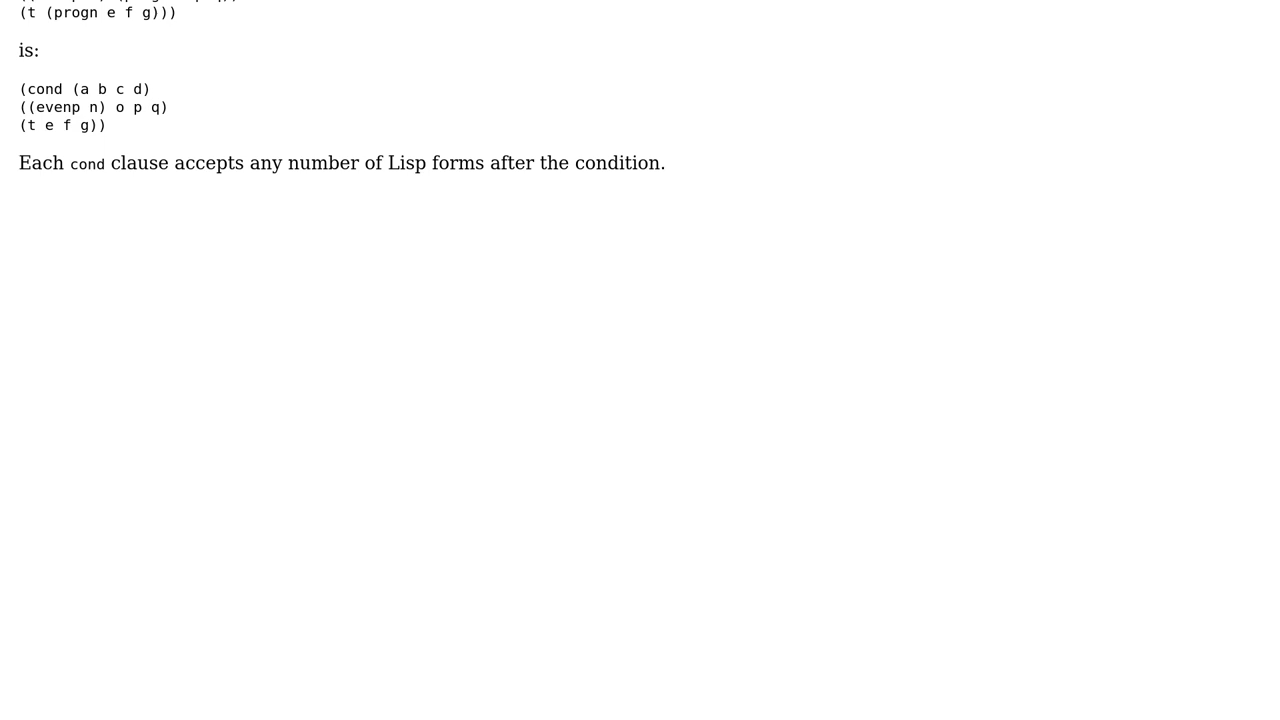 (t (progn e f g)))
is:
(cond (a b c d)
((evenp n) o p q)
(t e f g))
Each cond clause accepts any number of Lisp forms after the condition.